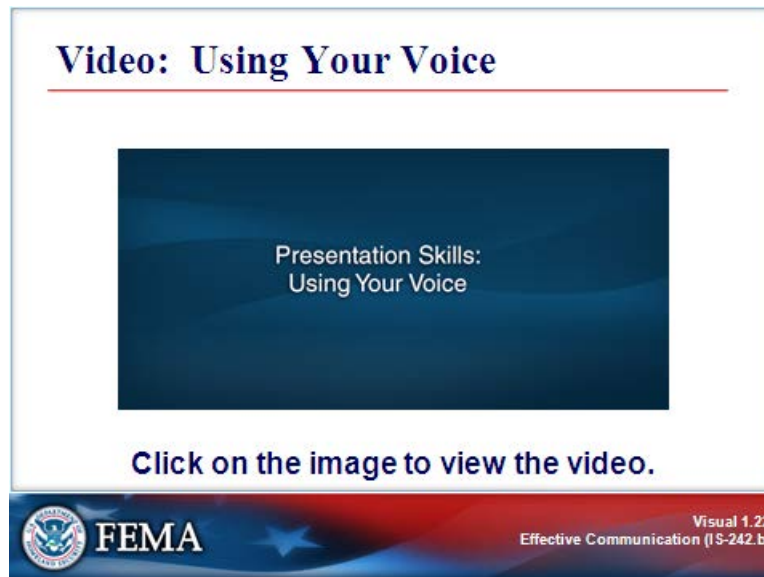 Video: Using Your Voice
Presentation Skills:
Using Your Voice
Click on the image to view the video.
FEMA
Visual 1.2
Effective Communication (IS-242.b